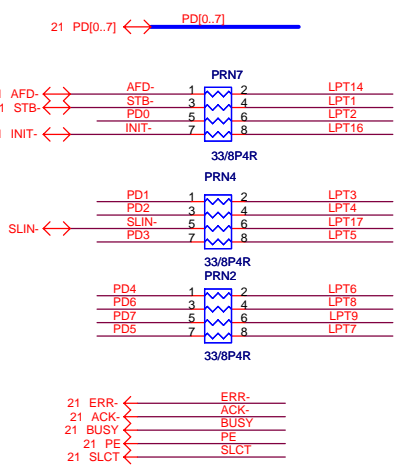 21 PD[0..7] PD[0..7]
PRN7
AFD- AFD- 1 2 LPT14
1 STB- STB- 3 4 LPT1
PD0 5 6 LPT2
INIT- INIT- 7 8 LPT16
33/8P4R
PRN4
PD1 1 2 LPT3
PD2 3 4 LPT4
SLIN- SLIN- 5 6 LPT17
PD3 7 8 LPT5
33/8P4R
PRN2
PD4 1 2 LPT6
PD6 3 4 LPT8
PD7 5 6 LPT9
PD5 7 8 LPT7
33/8P4R
21 ERR- ERR-
21 ACK- ACK-
21 BUSY BUSY
21 PE PE
21 SLCT SLCT